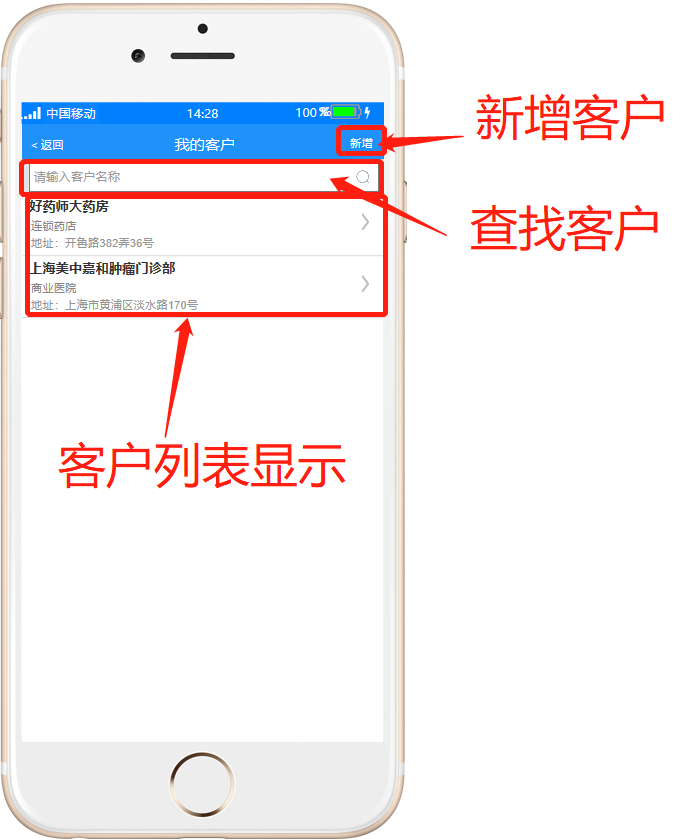 中国移动 14:28 100%
< 返回 我的客户 新增
新增客户
请输入客户名称
查找客户
好药师大药房
连锁药店
地址：开鲁路382弄36号
上海美中嘉和肿瘤门诊部
商业医院
地址：上海市黄浦区淡水路170号
客户列表显示